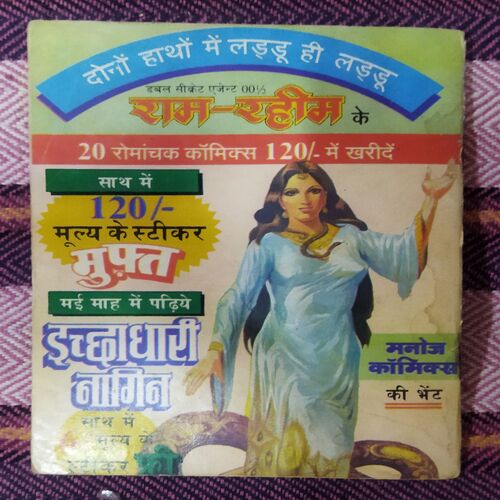 दोनों हाथों में लड्डू ही लड्डू
डबल सीक्रेट एजेन्ट 00½
राम-रहीम के
20 रोमांचक कॉमिक्स 120/- में खरीदें
साथ में
120/-
मूल्य के स्टीकर
मुफ़्त
मई माह में पढ़िये
इच्छाधारी
नागिन
साथ में
मूल्य के
स्टीकर फ्री
मनोज
कॉमिक्स
की भेंट